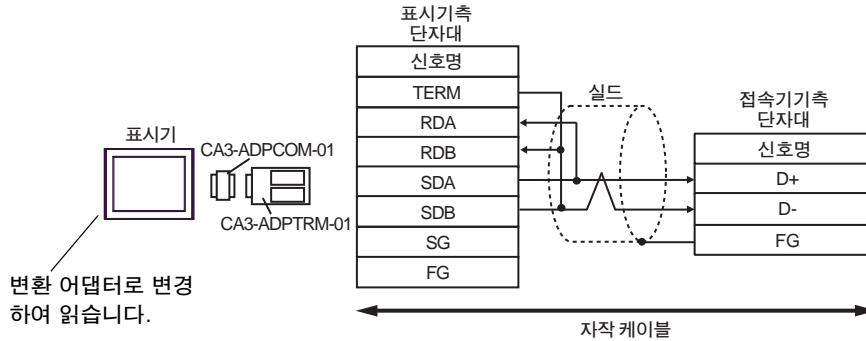 표시기측
단자대
신호명
TERM
RDA
RDB
SDA
SDB
SG
FG
실드
접속기기측
단자대
신호명
D+
D-
FG
표시기
CA3-ADPCOM-01
CA3-ADPTRM-01
변환 어댑터로 변경
하여 읽습니다.
자작 케이블